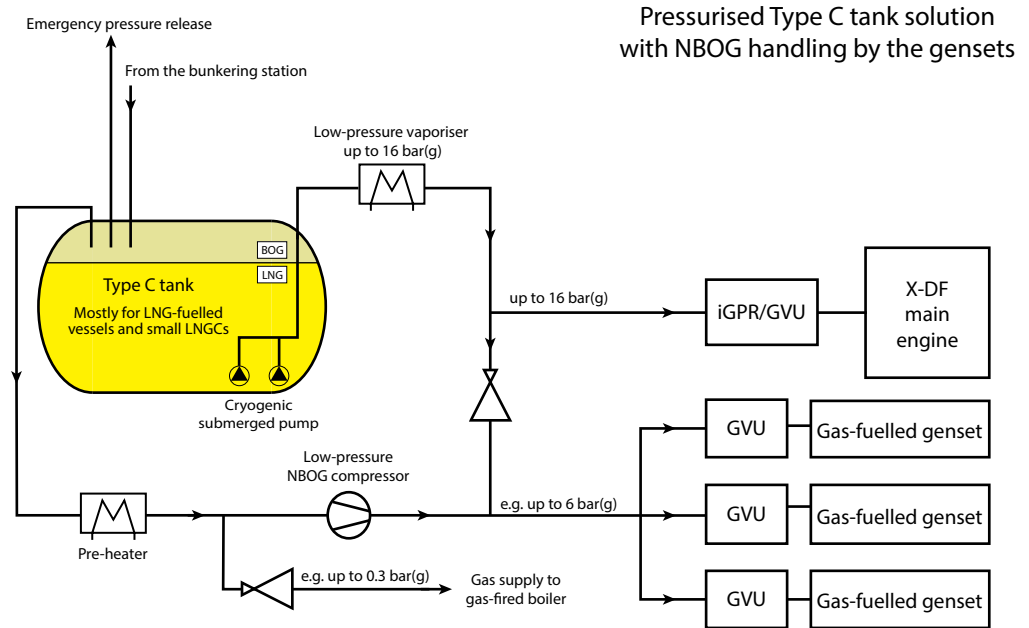 Pressurised Type C tank solution
with NBOG handling by the gensets
Emergency pressure release
From the bunkering station
Low-pressure vaporiser
up to 16 bar(g)
BOG
LNG
Type C tank
Mostly for LNG-fuelled
vessels and small LNGCs
Cryogenic
submerged pump
up to 16 bar(g)
iGPR/GVU
X-DF
main
engine
GVU
Gas-fuelled genset
Low-pressure
NBOG compressor
e.g. up to 6 bar(g)
GVU
Gas-fuelled genset
Pre-heater
e.g. up to 0.3 bar(g)
Gas supply to
gas-fired boiler
GVU
Gas-fuelled genset